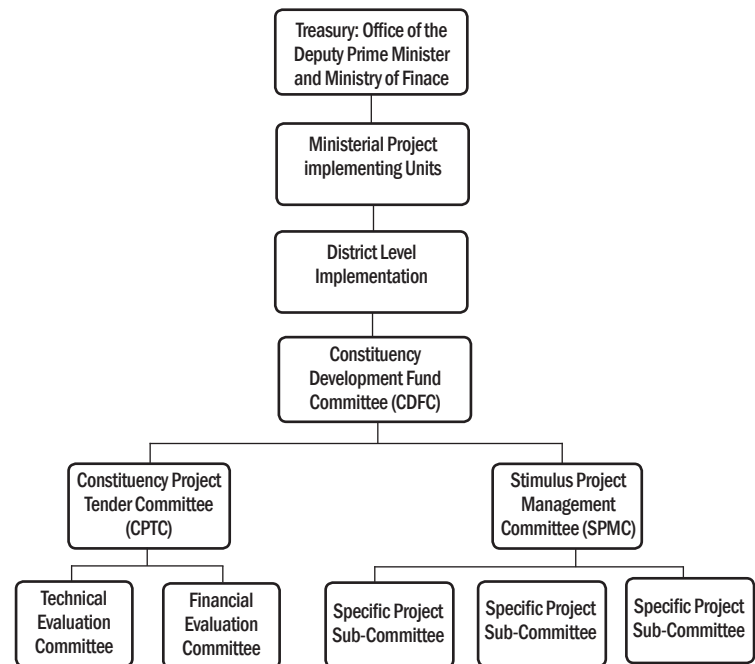 Treasury: Office of the
Deputy Prime Minister
and Ministry of Finace
Ministerial Project
implementing Units
District Level
Implementation
Constituency
Development Fund
Committee (CDFC)
Constituency Project
Tender Committee
(CPTC)
Stimulus Project
Management
Committee (SPMC)
Technical
Evaluation
Committee
Financial
Evaluation
Committee
Specific Project
Sub-Committee
Specific Project
Sub-Committee
Specific Project
Sub-Committee